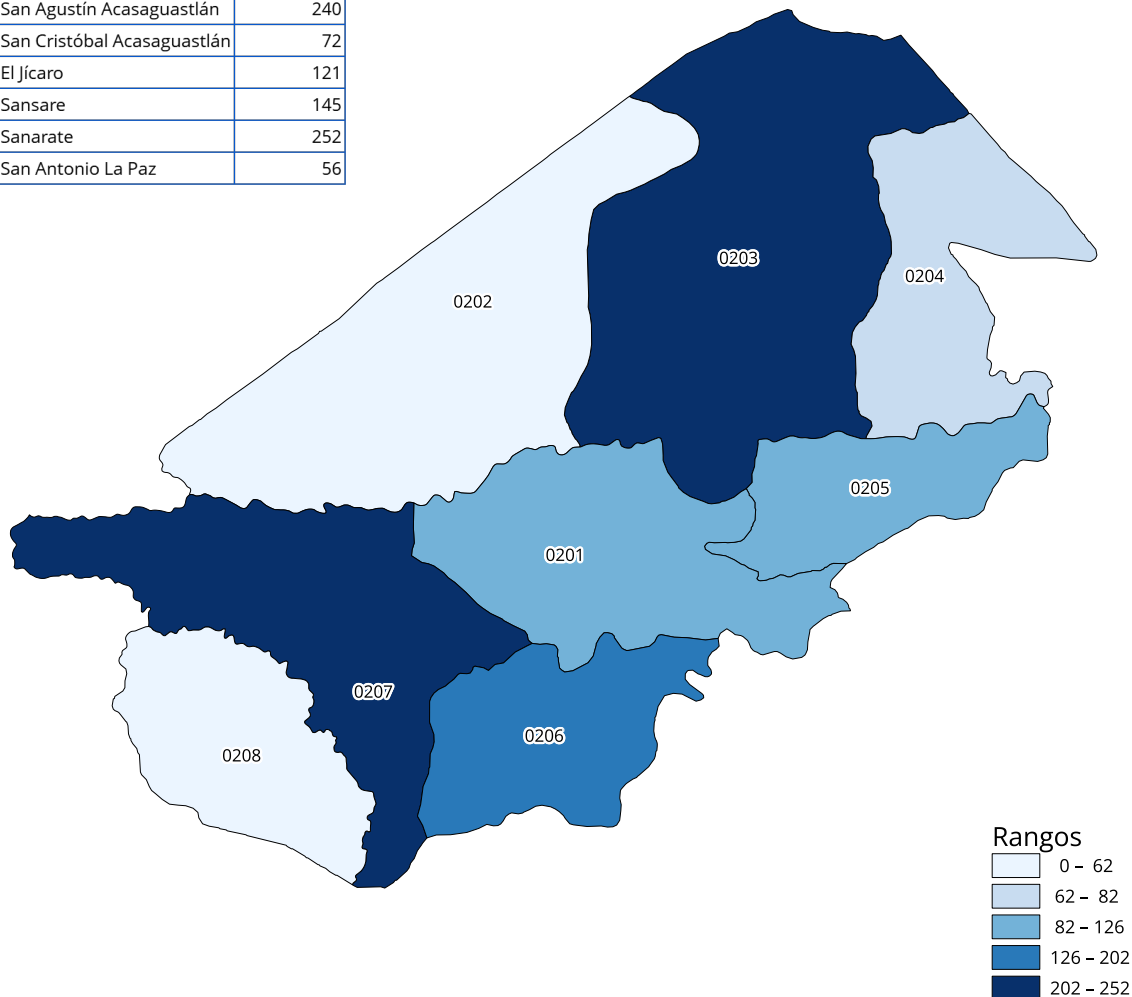 San Agustín Acasaguastlán 240
San Cristóbal Acasaguastlán 72
El Jícaro 121
Sansare 145
Sanarate 252
San Antonio La Paz 56
0203
0204
0202
0205
0201
0207
0206
0208
Rangos
0 – 62
62 – 82
82 – 126
126 – 202
202 – 252